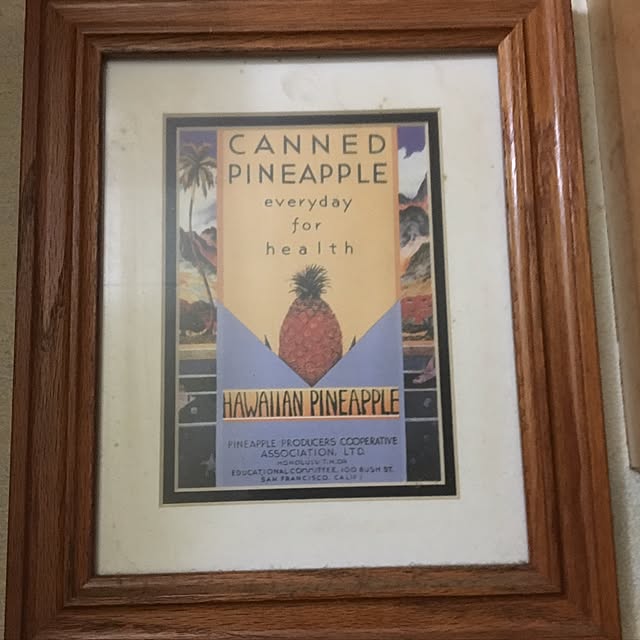 CANNED
PINEAPPLE
everyday
for
health
HAWAIIAN PINEAPPLE
PINEAPPLE PRODUCERS COOPERATIVE
ASSOCIATION, LTD.
HONOLULU T.H. OR
EDUCATIONAL COMMITTEE, 100 BUSH ST.
SAN FRANCISCO, CALIF.